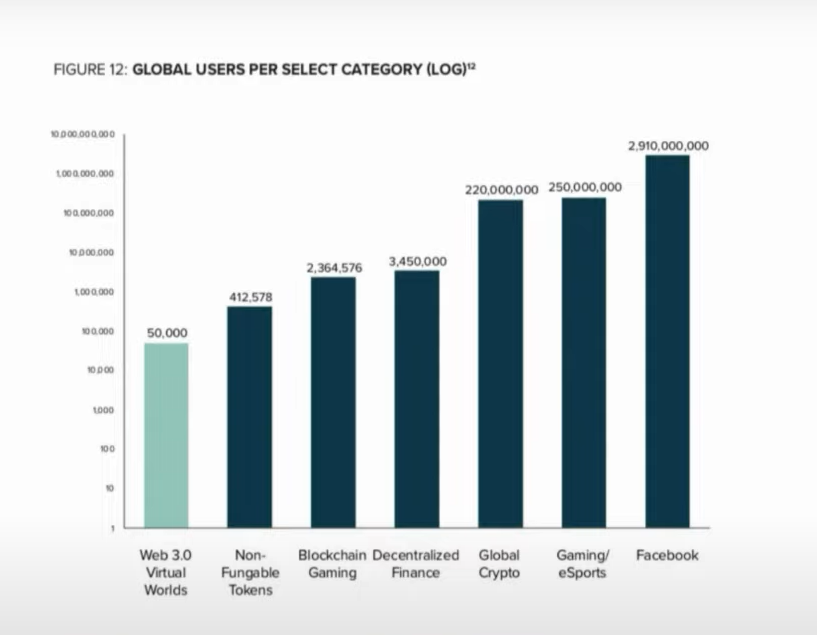 FIGURE 12: GLOBAL USERS PER SELECT CATEGORY (LOG)¹²
10,000,000,000
1,000,000,000
100,000,000
10,000,000
1,000,000
100,000
10,000
1,000
100
10
1
50,000
412,578
2,364,576
3,450,000
220,000,000
250,000,000
2,910,000,000
Web 3.0
Virtual
Worlds
Non-
Fungable
Tokens
Blockchain
Gaming
Decentralized
Finance
Global
Crypto
Gaming/
eSports
Facebook